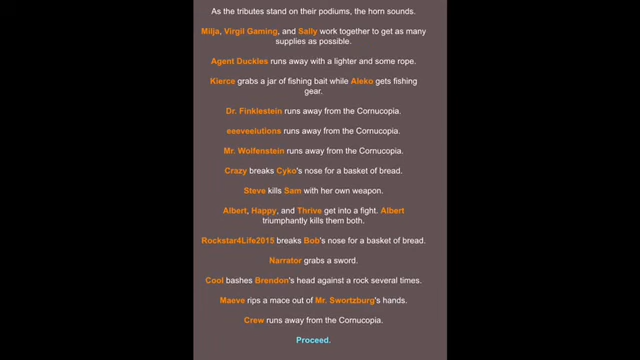 As the tributes stand on their podiums, the horn sounds.
Milja, Virgil Gaming, and Sally work together to get as many
supplies as possible.
Agent Duckles runs away with a lighter and some rope.
Kierce grabs a jar of fishing bait while Aleko gets fishing
gear.
Dr. Finklestein runs away from the Cornucopia.
eeeveelutions runs away from the Cornucopia.
Mr. Wolfenstein runs away from the Cornucopia.
Crazy breaks Cyko's nose for a basket of bread.
Steve kills Sam with her own weapon.
Albert, Happy, and Thrive get into a fight. Albert
triumphantly kills them both.
Rockstar4Life2015 breaks Bob's nose for a basket of bread.
Narrator grabs a sword.
Cool bashes Brendon's head against a rock several times.
Maeve rips a mace out of Mr. Swortzburg's hands.
Crew runs away from the Cornucopia.
Proceed.